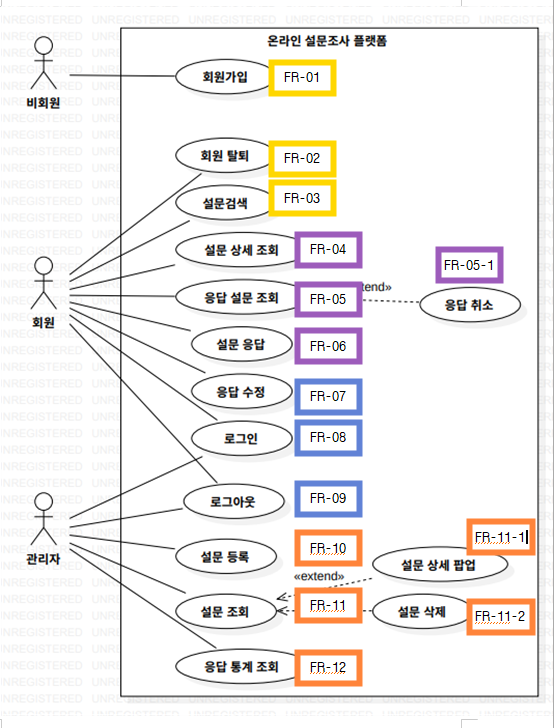 UNREGISTERED UNREGISTERED UNREGISTERED UNREGISTERED UNREGISTERED
온라인 설문조사 플랫폼
비회원
회원가입
FR-01
회원 탈퇴
FR-02
설문검색
FR-03
설문 상세 조회
FR-04
회원
응답 설문 조회
FR-05
tend»
FR-05-1
응답 취소
설문 응답
FR-06
응답 수정
FR-07
로그인
FR-08
관리자
로그아웃
FR-09
설문 등록
FR-10
FR-11-1
설문 상세 팝업
«extend»
설문 조회
FR-11
설문 삭제
FR-11-2
응답 통계 조회
FR-12